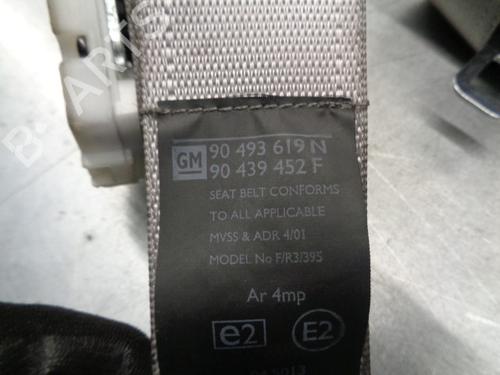 GM 90 493 619 N
90 439 452 F
SEAT BELT CONFORMS
TO ALL APPLICABLE
MVSS & ADR 4/01
MODEL No F/R3/395
Ar 4mp
e2 E2